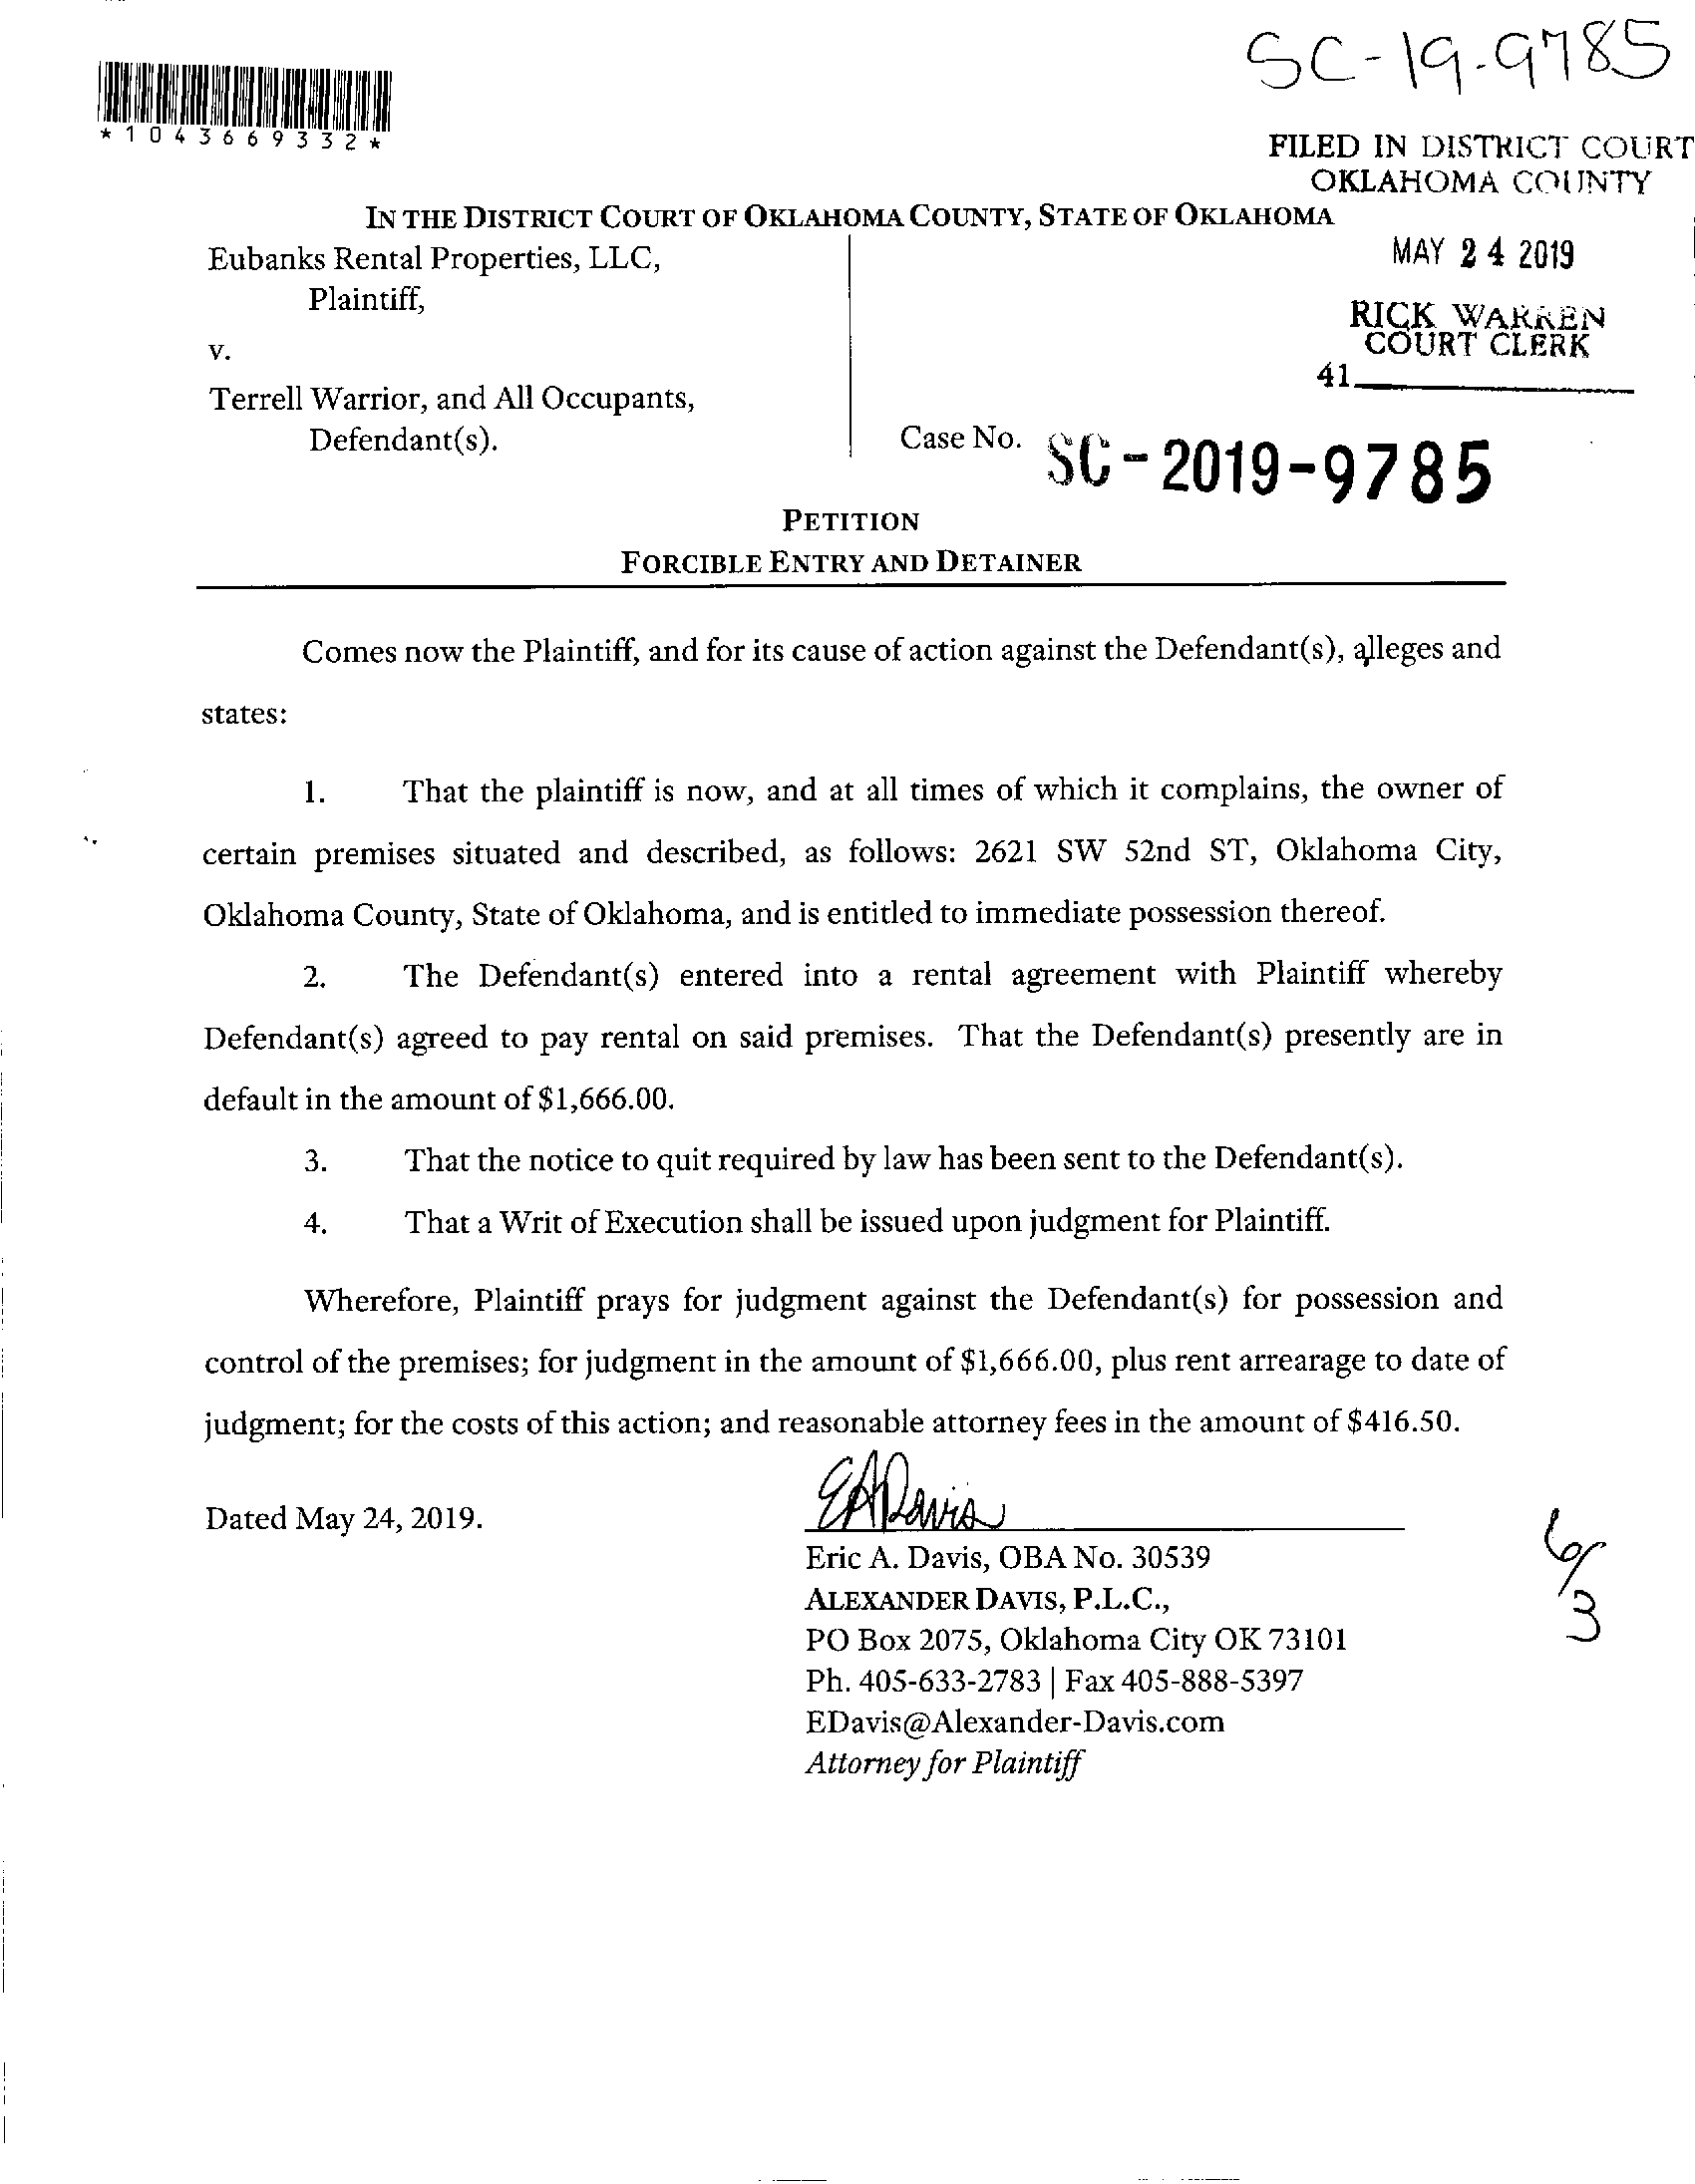 SC-19-9785
*1043669332*
FILED IN DISTRICT COURT
OKLAHOMA COUNTY
IN THE DISTRICT COURT OF OKLAHOMA COUNTY, STATE OF OKLAHOMA
Eubanks Rental Properties, LLC,
Plaintiff,
v.
Terrell Warrior, and All Occupants,
Defendant(s).
MAY 24 2019
RICK WARREN
COURT CLERK
41
Case No. SC-2019-9785
PETITION
FORCIBLE ENTRY AND DETAINER
Comes now the Plaintiff, and for its cause of action against the Defendant(s), alleges and
states:
1. That the plaintiff is now, and at all times of which it complains, the owner of
certain premises situated and described, as follows: 2621 SW 52nd ST, Oklahoma City,
Oklahoma County, State of Oklahoma, and is entitled to immediate possession thereof.
2. The Defendant(s) entered into a rental agreement with Plaintiff whereby
Defendant(s) agreed to pay rental on said premises. That the Defendant(s) presently are in
default in the amount of $1,666.00.
3. That the notice to quit required by law has been sent to the Defendant(s).
4. That a Writ of Execution shall be issued upon judgment for Plaintiff.
Wherefore, Plaintiff prays for judgment against the Defendant(s) for possession and
control of the premises; for judgment in the amount of $1,666.00, plus rent arrearage to date of
judgment; for the costs of this action; and reasonable attorney fees in the amount of $416.50.
Dated May 24, 2019.
EADavis
Eric A. Davis, OBA No. 30539
ALEXANDER DAVIS, P.L.C.,
PO Box 2075, Oklahoma City OK 73101
Ph. 405-633-2783 | Fax 405-888-5397
EDavis@Alexander-Davis.com
Attorney for Plaintiff
6/3